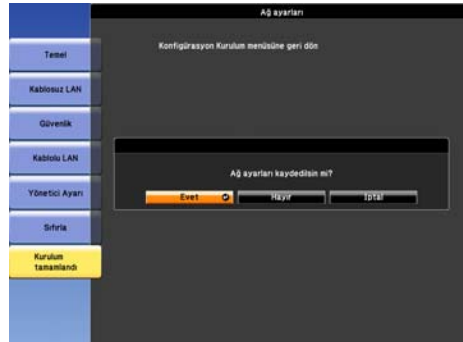 Ağ ayarları
Temel
Kablosuz LAN
Güvenlik
Kablolu LAN
Yönetici Ayarı
Sıfırla
Kurulum
tamamlandı
Konfigürasyon Kurulum menüsüne geri dön
Ağ ayarları kaydedilsin mi?
Evet
Hayır
İptal